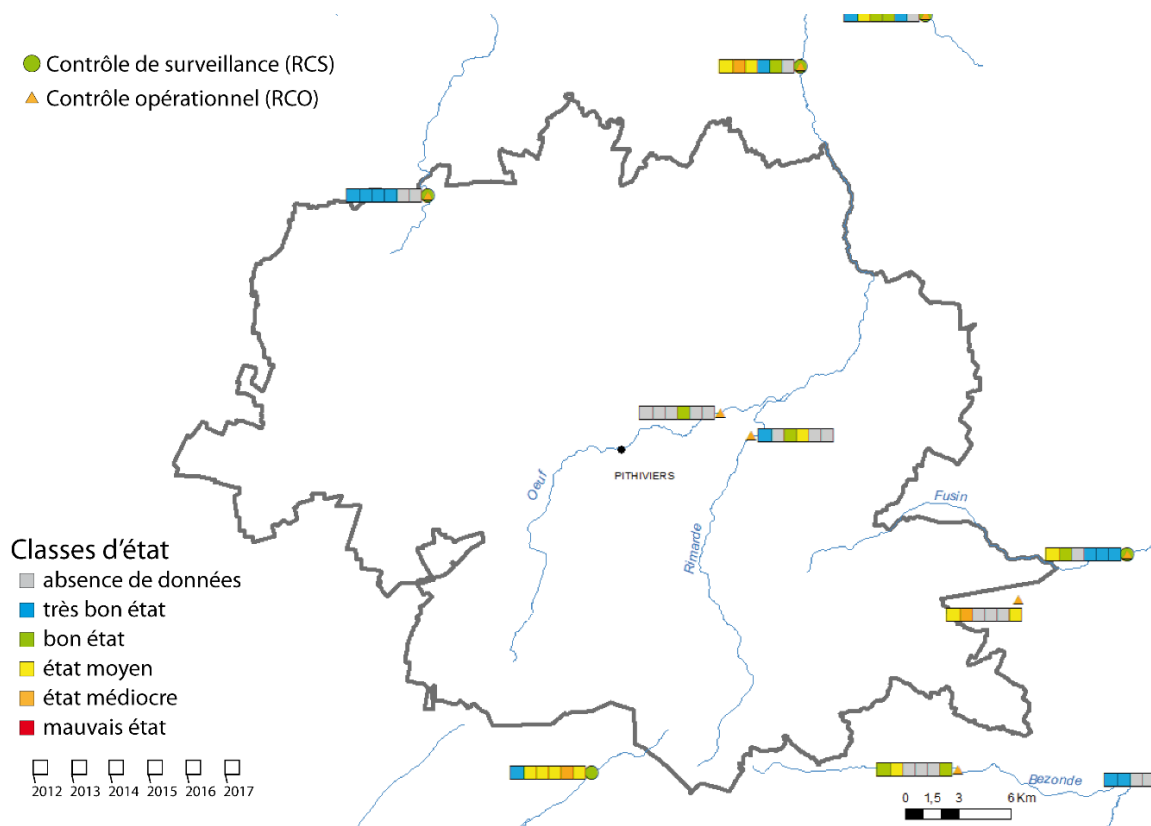 Contrôle de surveillance (RCS)
Contrôle opérationnel (RCO)
Oeuf
PITHIVIERS
Rimarde
Fusin
Classes d'état
absence de données
très bon état
bon état
état moyen
état médiocre
mauvais état
2012 2013 2014 2015 2016 2017
Bezonde
0 1,5 3 6 Km